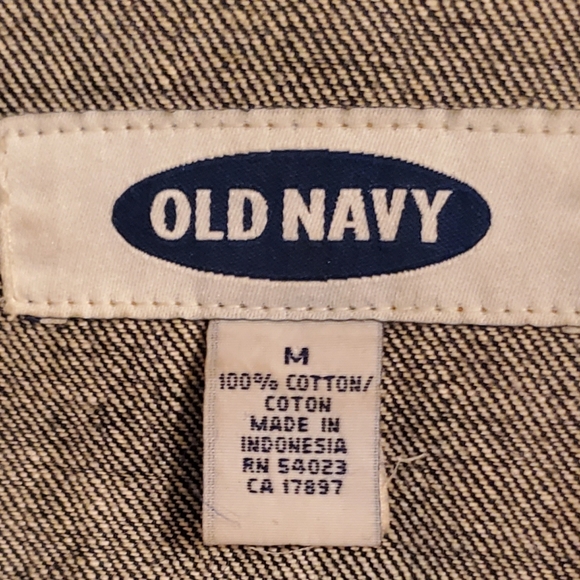 OLD NAVY
M
100% COTTON/
COTON
MADE IN
INDONESIA
RN 54023
CA 17897